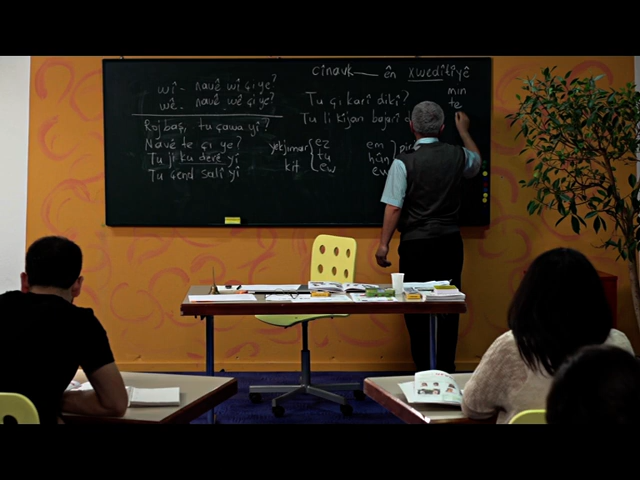 cînavk — ên xwedîtîyê
wî - navê wî çi ye?
wê - navê wê çi ye?
Rojbaş, tu çawa yî?
Navê te çi ye?
Tu ji ku derê yî
Tu çend salî yî
Tu çi karî dikî?
Tu li kîjan bajarî d
min
te
yekjimar
kit
ez
tu
ew
em
hûn
ew